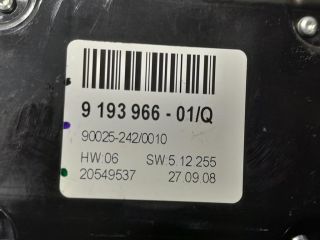 9 193 966 - 01/Q
90025-242/0010
HW:06 SW:5.12.255
20549537 27.09.08